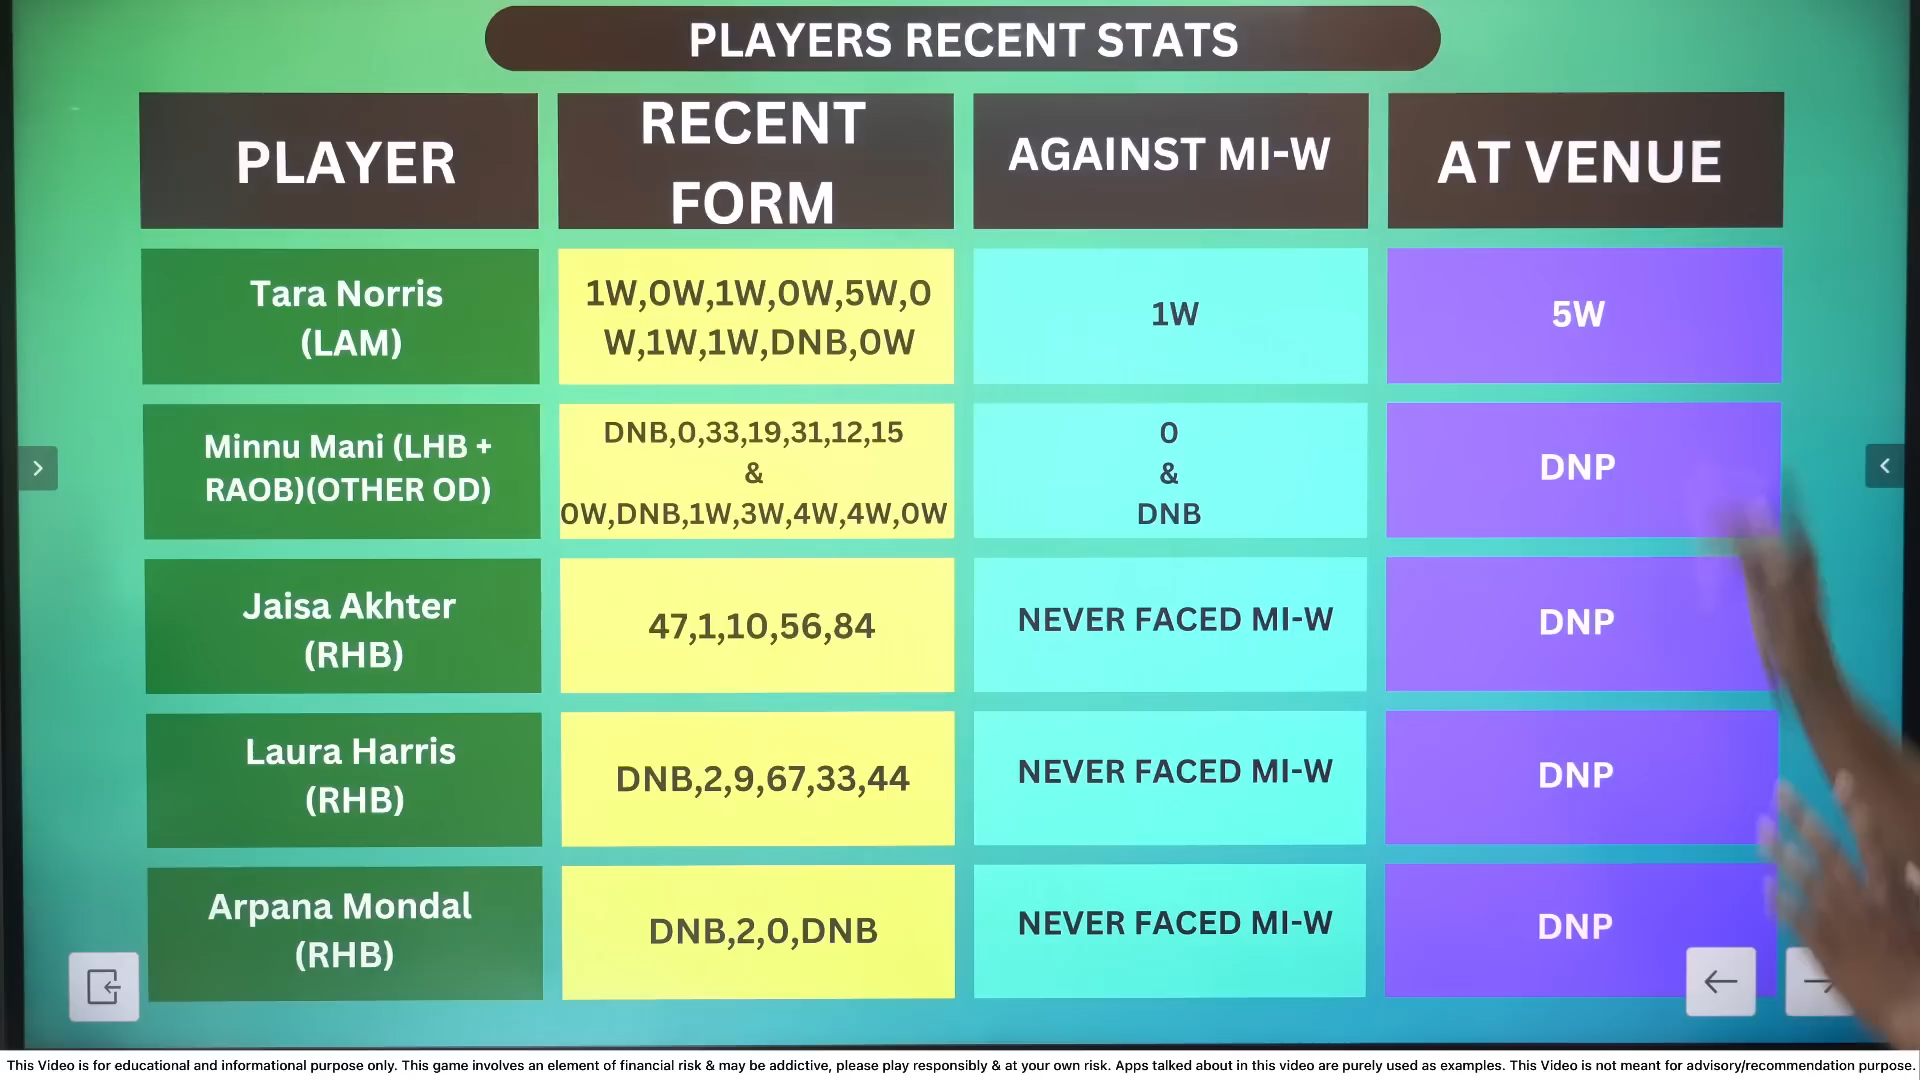 PLAYERS RECENT STATS
PLAYER
RECENT
FORM
AGAINST MI-W
AT VENUE
Tara Norris
(LAM)
1W,0W,1W,0W,5W,0
W,1W,1W,DNB,0W
1W
5W
Minnu Mani (LHB +
RAOB)(OTHER OD)
DNB,0,33,19,31,12,15
&
0W,DNB,1W,3W,4W,4W,0W
0
&
DNB
DNP
Jaisa Akhter
(RHB)
47,1,10,56,84
NEVER FACED MI-W
DNP
Laura Harris
(RHB)
DNB,2,9,67,33,44
NEVER FACED MI-W
DNP
Arpana Mondal
(RHB)
DNB,2,0,DNB
NEVER FACED MI-W
DNP
This Video is for educational and informational purpose only. This game involves an element of financial risk & may be addictive, please play responsibly & at your own risk. Apps talked about in this video are purely used as examples. This Video is not meant for advisory/recommendation purpose.